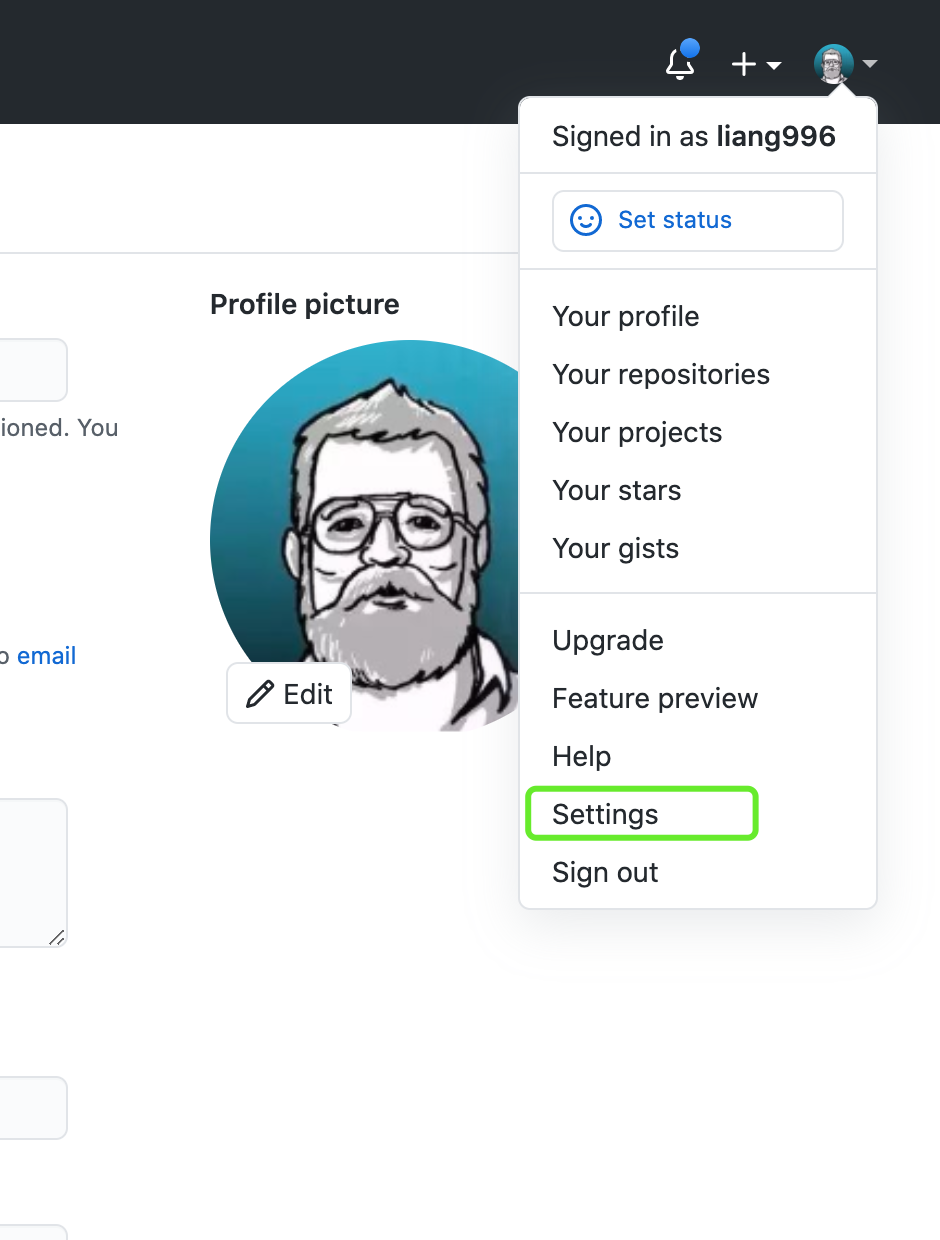 Signed in as liang996
Set status
Profile picture
Your profile
Your repositories
ioned. You
Your projects
Your stars
Your gists
Upgrade
o email
Edit
Feature preview
Help
Settings
Sign out